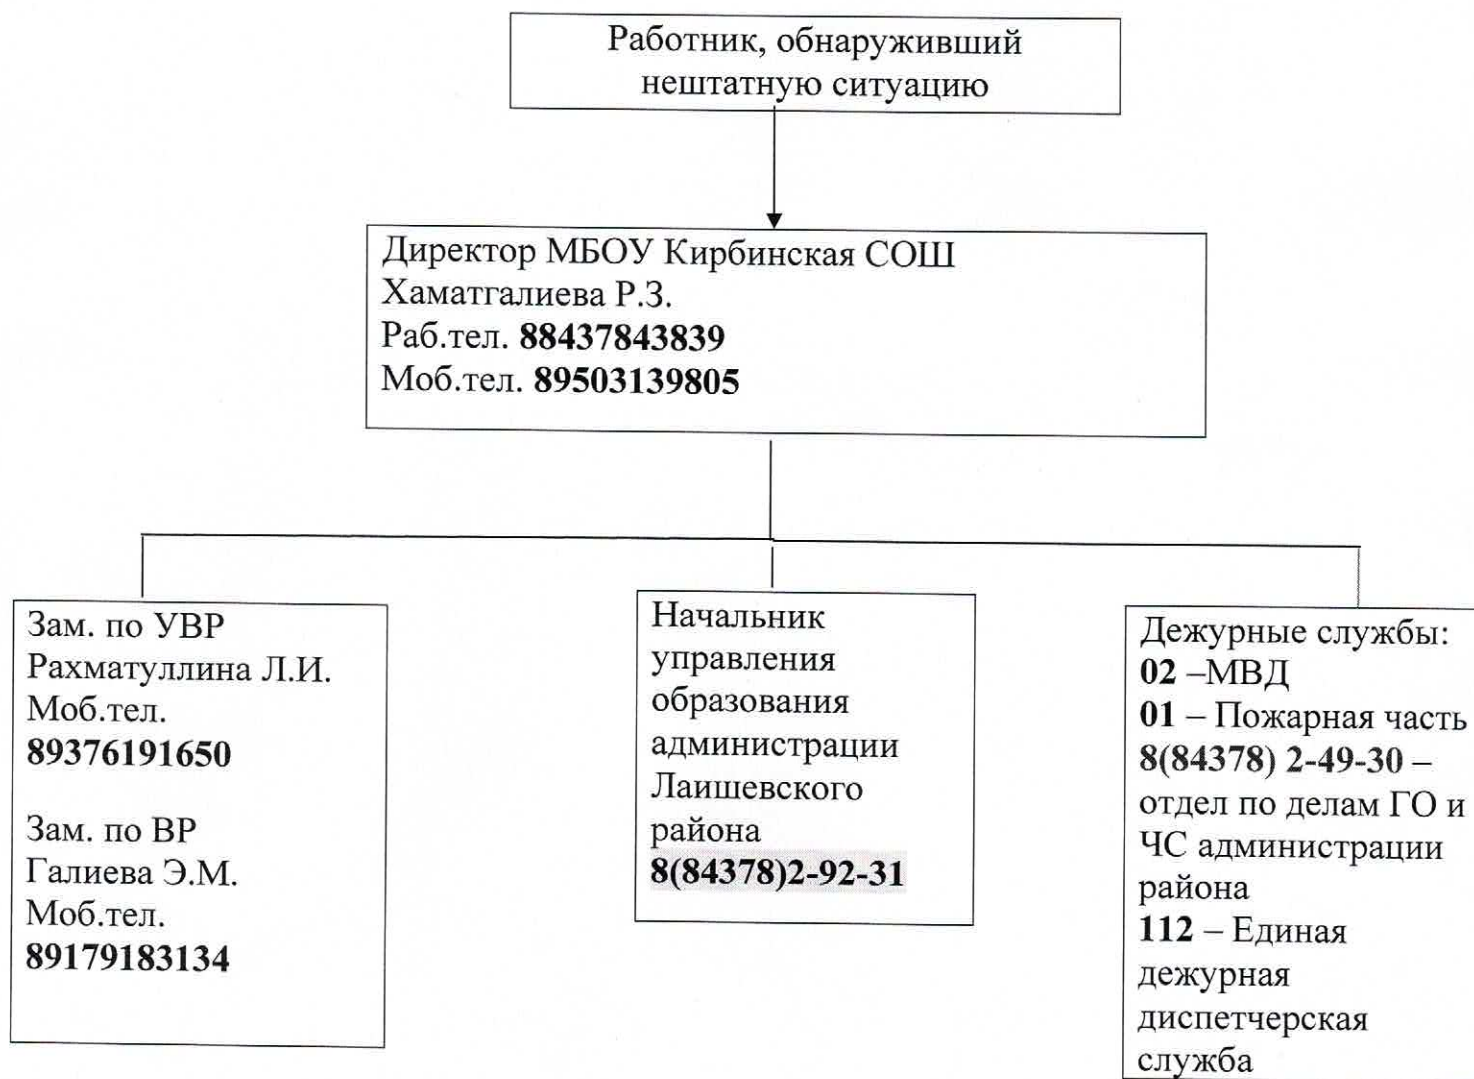 Работник, обнаруживший
нештатную ситуацию
Директор МБОУ Кирбинская СОШ
Хаматгалиева Р.З.
Раб.тел. 88437843839
Моб.тел. 89503139805
Зам. по УВР
Рахматуллина Л.И.
Моб.тел.
89376191650
Зам. по ВР
Галиева Э.М.
Моб.тел.
89179183134
Начальник
управления
образования
администрации
Лаишевского
района
8(84378)2-92-31
Дежурные службы:
02 –МВД
01 – Пожарная часть
8(84378) 2-49-30 –
отдел по делам ГО и
ЧС администрации
района
112 – Единая
дежурная
диспетчерская
служба